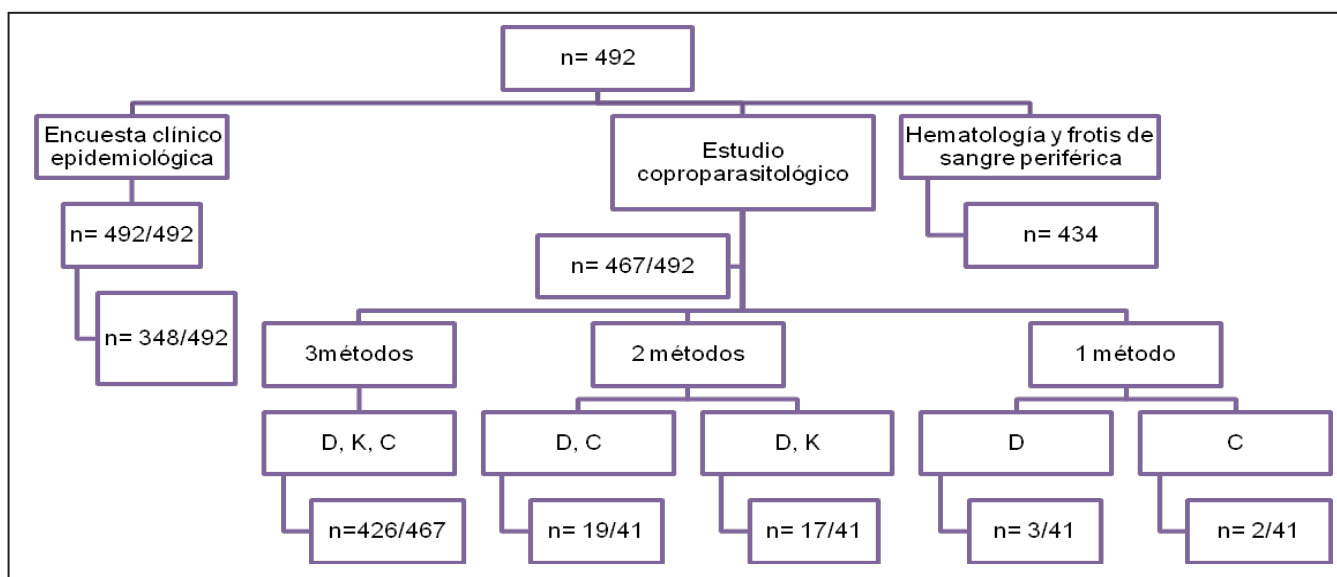 n= 492
Encuesta clínico
epidemiológica
Estudio
coproparasitológico
Hematología y frotis de
sangre periférica
n= 492/492
n= 434
n= 467/492
n= 348/492
3métodos
2 métodos
1 método
D, K, C
D, C
D, K
D
C
n=426/467
n= 19/41
n= 17/41
n= 3/41
n= 2/41